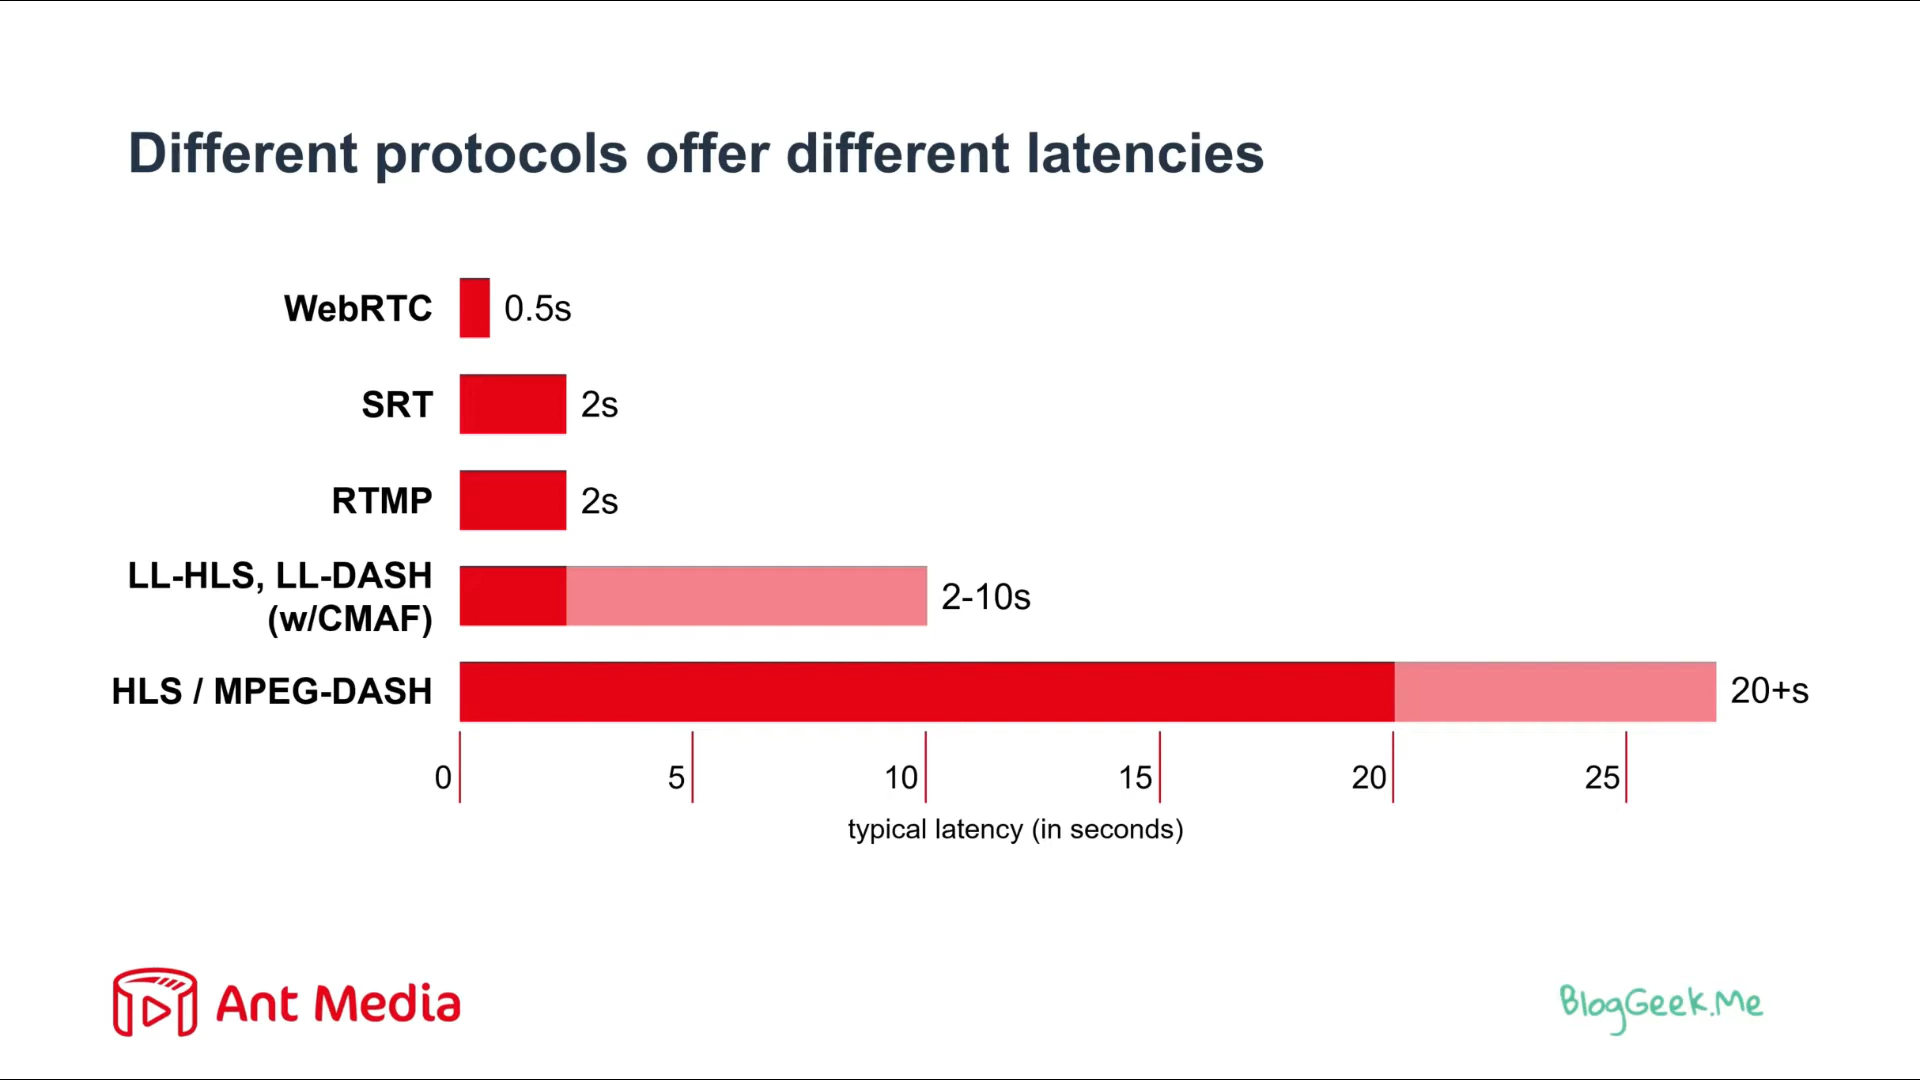 Different protocols offer different latencies
WebRTC 0.5s
SRT 2s
RTMP 2s
LL-HLS, LL-DASH
(w/CMAF) 2-10s
HLS / MPEG-DASH 20+s
0 5 10 15 20 25
typical latency (in seconds)
Ant Media
BlogGeek.Me